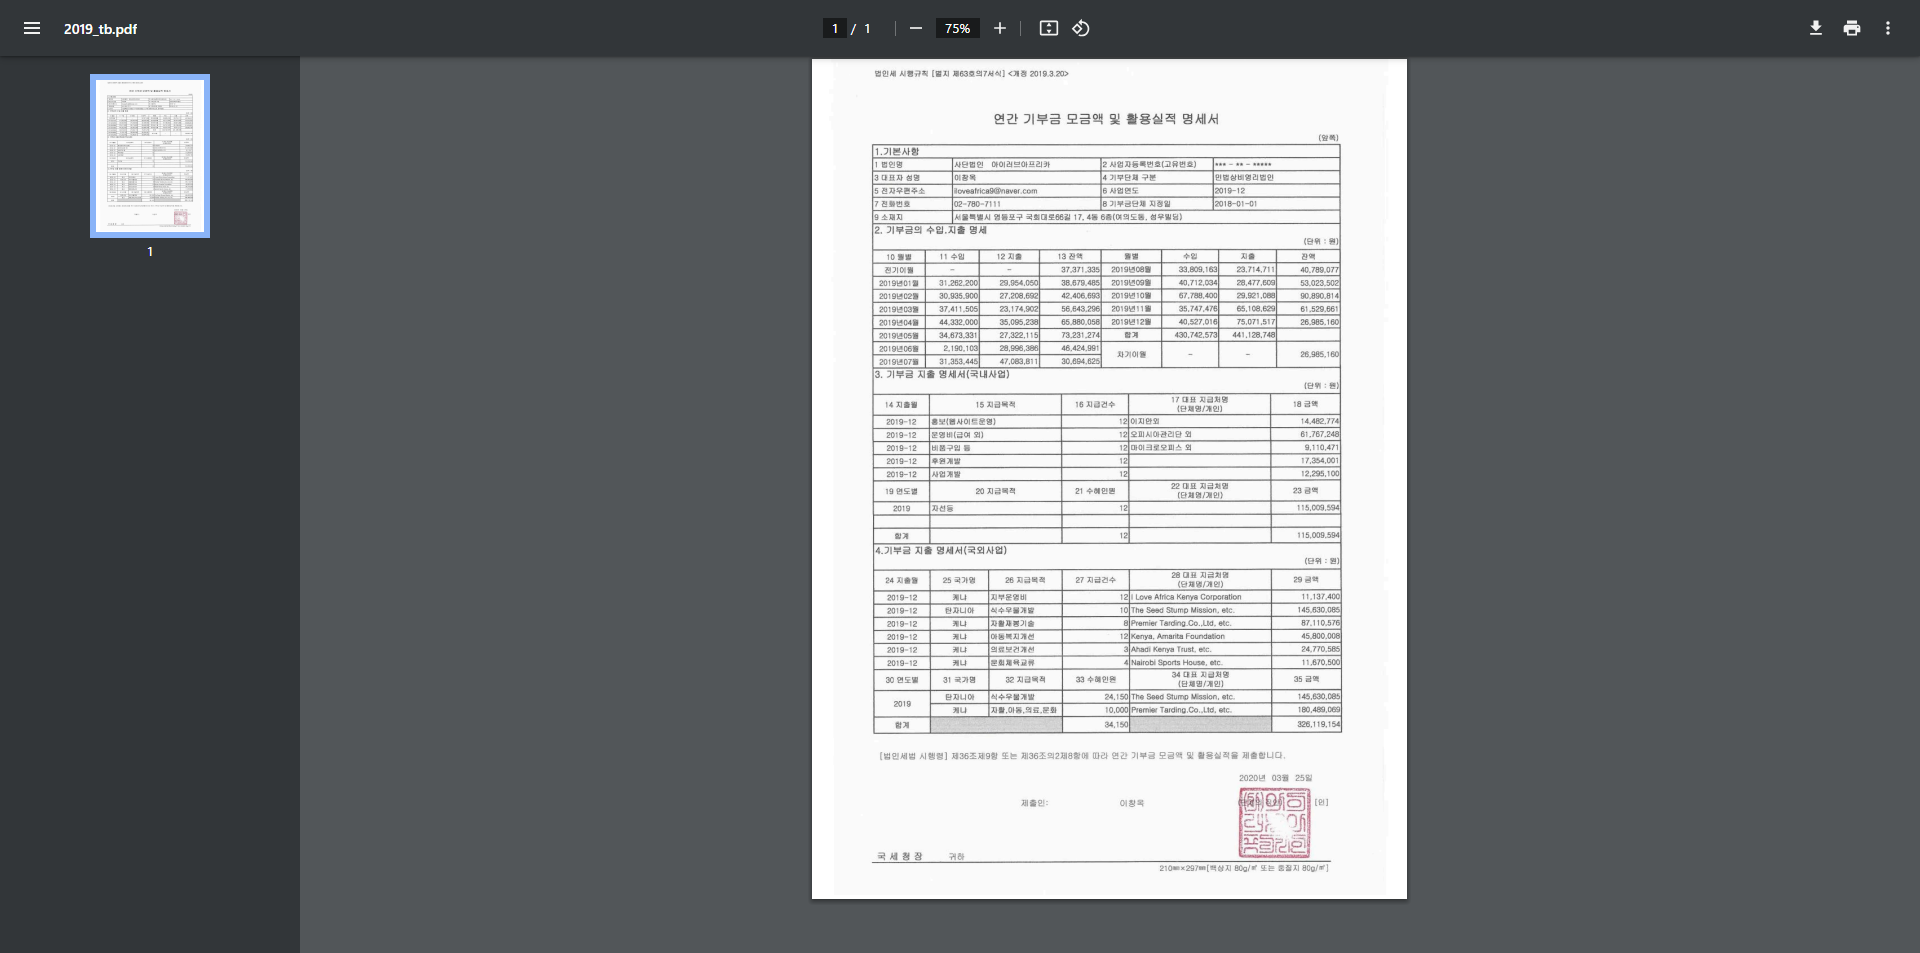 2019_tb.pdf
1 / 1
75%
1
법인세 시행규칙 [별지 제63호의7서식] <개정 2019.3.20>
연간 기부금 모금액 및 활용실적 명세서
(앞쪽)
1.기본사항
1 법인명 사단법인 아이러브아프리카 2 사업자등록번호(고유번호) *** - ** - *****
3 대표자 성명 이창옥 4 기부단체 구분 민법상비영리법인
5 전자우편주소 iloveafrica9@naver.com 6 사업연도 2019-12
7 전화번호 02-780-7111 8 기부금단체 지정일 2018-01-01
9 소재지 서울특별시 영등포구 국회대로66길 17, 4동 6층(여의도동, 성우빌딩)
2. 기부금의 수입.지출 명세
(단위 : 원)
10 월별 11 수입 12 지출 13 잔액 월별 수입 지출 잔액
전기이월 - - 37,371,335 2019년08월 33,809,163 23,714,711 40,789,077
2019년01월 31,262,200 29,954,050 38,679,485 2019년09월 40,712,034 28,477,609 53,023,502
2019년02월 30,935,900 27,208,692 42,406,693 2019년10월 67,788,400 29,921,088 90,890,814
2019년03월 37,411,505 23,174,902 56,643,296 2019년11월 35,747,476 65,108,629 61,529,661
2019년04월 44,332,000 35,095,238 65,880,058 2019년12월 40,527,016 75,071,517 26,985,160
2019년05월 34,673,331 27,322,115 73,231,274 합계 430,742,573 441,128,748
2019년06월 2,190,103 28,996,386 46,424,991 차기이월 - - 26,985,160
2019년07월 31,353,445 47,083,811 30,694,625
3. 기부금 지출 명세서(국내사업)
(단위 : 원)
14 지출월 15 지급목적 16 지급건수 17 대표 지급처명 (단체명/개인) 18 금액
2019-12 홍보(웹사이트운영) 12 이지안외 14,482,774
2019-12 운영비(급여 외) 12 오피시아관리단 외 61,767,248
2019-12 비품구입 등 12 마이크로오피스 외 9,110,471
2019-12 후원개발 12 17,354,001
2019-12 사업개발 12 12,295,100
19 연도별 20 지급목적 21 수혜인원 22 대표 지급처명 (단체명/개인) 23 금액
2019 자선등 12 115,009,594
합계 12 115,009,594
4.기부금 지출 명세서(국외사업)
(단위 : 원)
24 지출월 25 국가명 26 지급목적 27 지급건수 28 대표 지급처명 (단체명/개인) 29 금액
2019-12 케냐 지부운영비 12 I Love Africa Kenya Corporation 11,137,400
2019-12 탄자니아 식수우물개발 10 The Seed Stump Mission, etc. 145,630,085
2019-12 케냐 자활재봉기술 8 Premier Tarding.Co.,Ltd, etc. 87,110,576
2019-12 케냐 아동복지개선 12 Kenya, Amarita Foundation 45,800,008
2019-12 케냐 의료보건개선 3 Ahadi Kenya Trust, etc. 24,770,585
2019-12 케냐 문화체육교류 4 Nairobi Sports House, etc. 11,670,500
30 연도별 31 국가명 32 지급목적 33 수혜인원 34 대표 지급처명 (단체명/개인) 35 금액
2019 탄자니아 식수우물개발 24,150 The Seed Stump Mission, etc. 145,630,085
케냐 자활,아동,의료,문화 10,000 Premier Tarding.Co.,Ltd, etc. 180,489,069
합계 34,150 326,119,154
[법인세법 시행령] 제36조제9항 또는 제36조의2제8항에 따라 연간 기부금 모금액 및 활용실적을 제출합니다.
2020년 03월 25일
제출인: 이창옥 [인]
국 세 청 장 귀하
210㎜×297㎜[백상지 80g/㎡ 또는 중질지 80g/㎡]